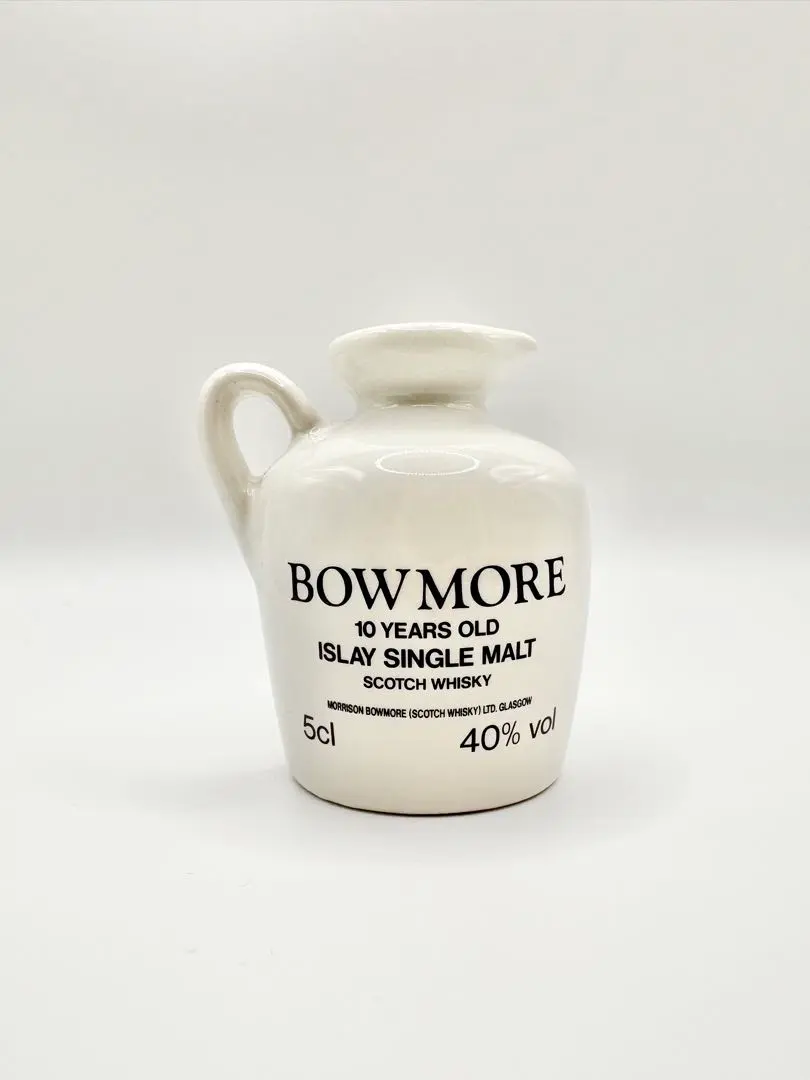 BOWMORE
10 YEARS OLD
ISLAY SINGLE MALT
SCOTCH WHISKY
MORRISON BOWMORE (SCOTCH WHISKY) LTD. GLASGOW
5cl 40% vol